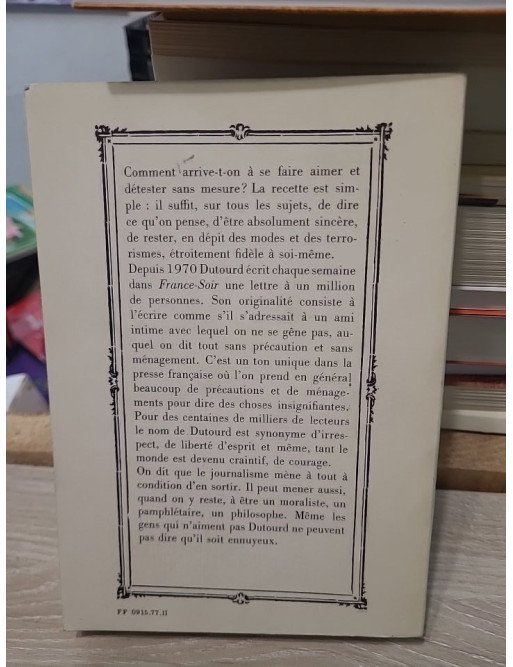 Comment arrive-t-on à se faire aimer et
détester sans mesure? La recette est sim-
ple : il suffit, sur tous les sujets, de dire
ce qu'on pense, d'être absolument sincère,
de rester, en dépit des modes et des terro-
rismes, étroitement fidèle à soi-même.
Depuis 1970 Dutourd écrit chaque semaine
dans France-Soir une lettre à un million
de personnes. Son originalité consiste à
l'écrire comme s'il s'adressait à un ami
intime avec lequel on ne se gêne pas, au-
quel on dit tout sans précaution et sans
ménagement. C'est un ton unique dans la
presse française où l'on prend en général
beaucoup de précautions et de ménage-
ments pour dire des choses insignifiantes.
Pour des centaines de milliers de lecteurs
le nom de Dutourd est synonyme d'irres-
pect, de liberté d'esprit et même, tant le
monde est devenu craintif, de courage.
On dit que le journalisme mène à tout à
condition d'en sortir. Il peut mener aussi,
quand on y reste, à être un moraliste, un
pamphlétaire, un philosophe. Même les
gens qui n'aiment pas Dutourd ne peuvent
pas dire qu'il soit ennuyeux.
FF 0915.77.II